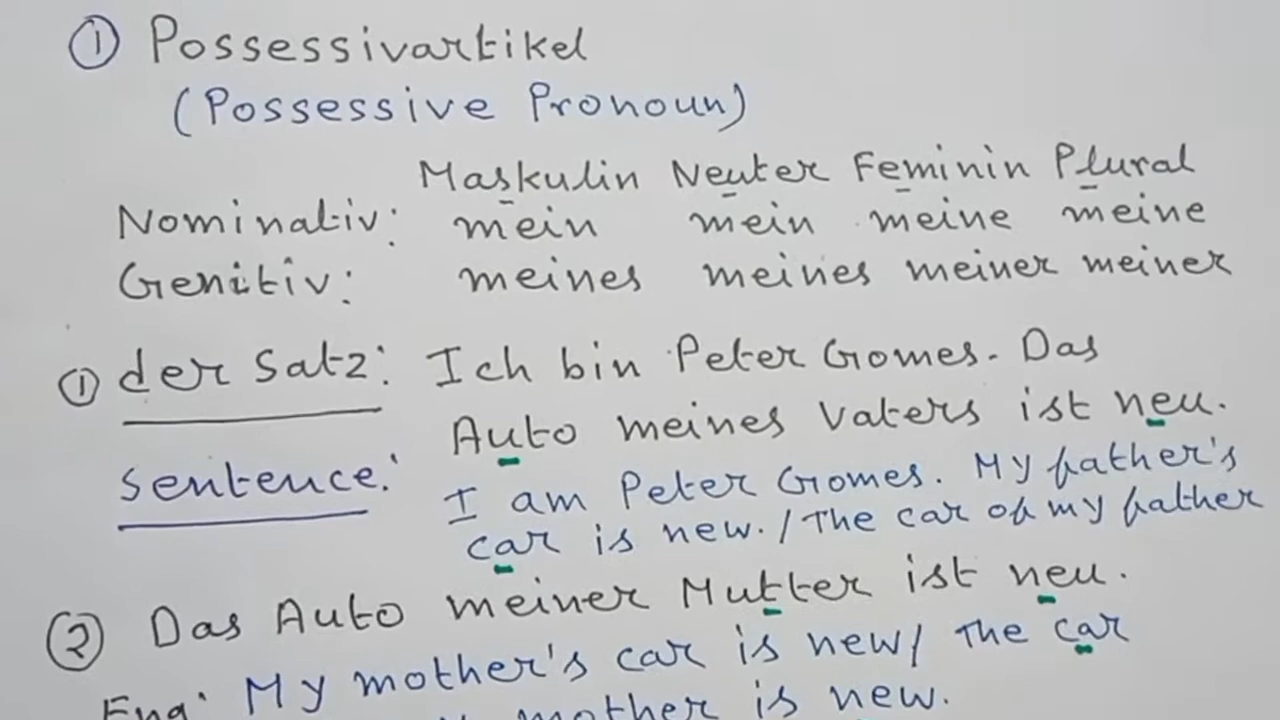 ① Possessivartikel
(Possessive Pronoun)
Maskulin Neuter Feminin Plural
Nominativ: mein mein meine meine
Genitiv: meines meines meiner meiner
① der Satz: Ich bin Peter Gomes. Das
Auto meines Vaters ist neu.
Sentence: I am Peter Gomes. My father's
car is new. / The car of my father
② Das Auto meiner Mutter ist neu.
Eng: My mother's car is new / The car
mother is new.